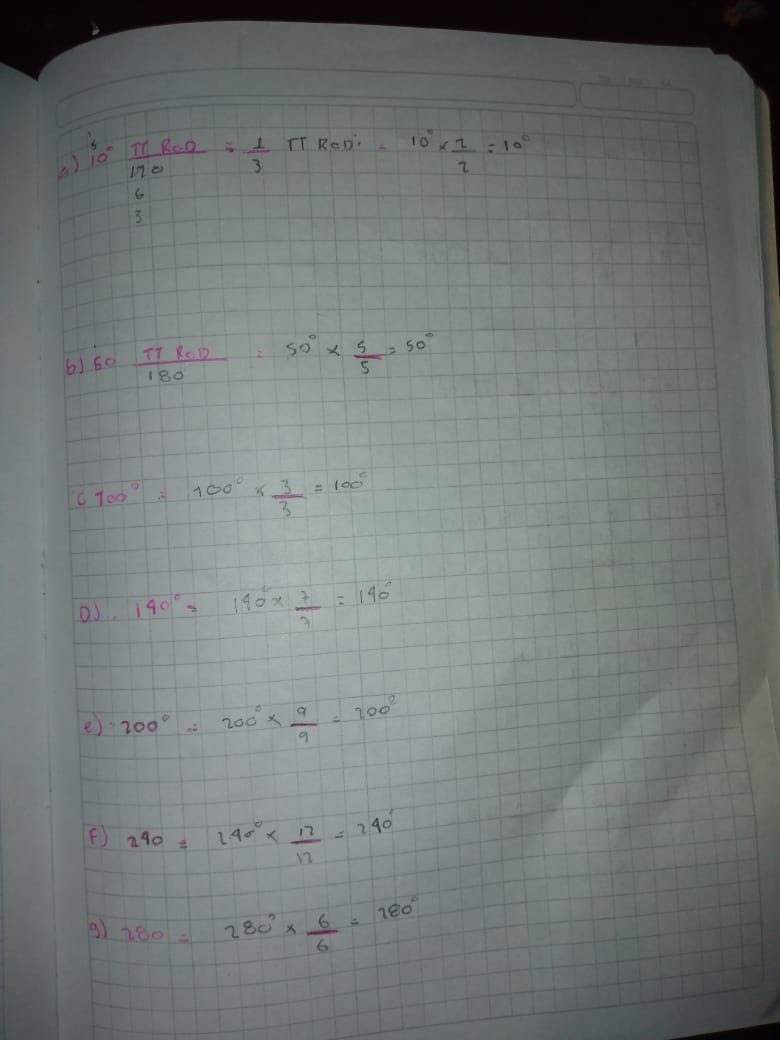 a) 10° π RaD / 120 = 1/3 π RaD. = 10° × 2/2 = 10°
6
3
b) 50 π RaD / 180 = 50° × 5/5 = 50°
C 100° = 100° × 3/3 = 100°
D). 140° = 140° × 7/7 = 140°
e) 200° = 200° × 9/9 = 200°
F) 240 = 240° × 12/12 = 240°
g) 280 = 280° × 6/6 = 280°